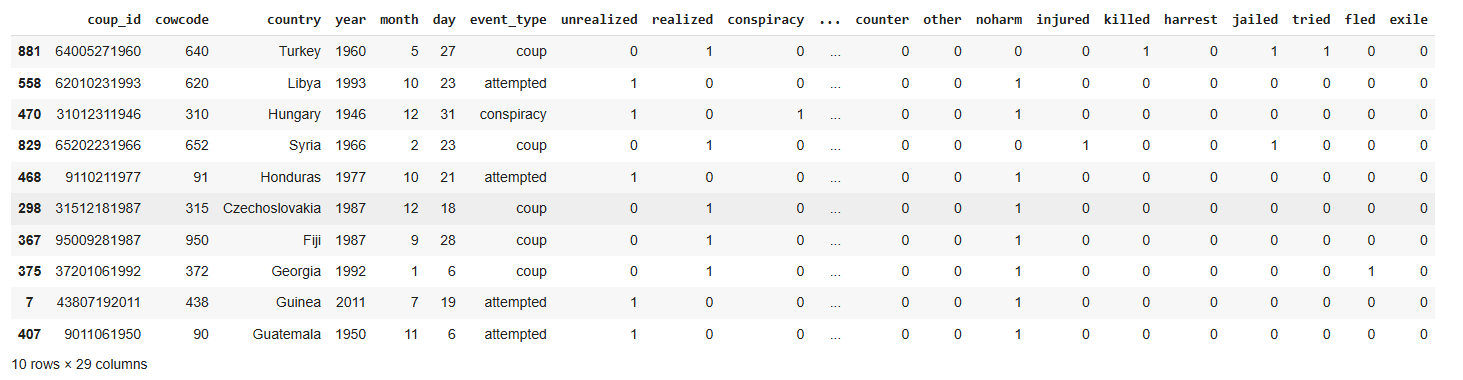 coup_id cowcode country year month day event_type unrealized realized conspiracy ... counter other noharm injured killed harrest jailed tried fled exile
881 64005271960 640 Turkey 1960 5 27 coup 0 1 0 ... 0 0 0 0 1 0 1 1 0 0
558 62010231993 620 Libya 1993 10 23 attempted 1 0 0 ... 0 0 1 0 0 0 0 0 0 0
470 31012311946 310 Hungary 1946 12 31 conspiracy 1 0 1 ... 0 0 1 0 0 0 0 0 0 0
829 65202231966 652 Syria 1966 2 23 coup 0 1 0 ... 0 0 0 1 0 0 1 0 0 0
468 9110211977 91 Honduras 1977 10 21 attempted 1 0 0 ... 0 0 1 0 0 0 0 0 0 0
298 31512181987 315 Czechoslovakia 1987 12 18 coup 0 1 0 ... 0 0 1 0 0 0 0 0 0 0
367 95009281987 950 Fiji 1987 9 28 coup 0 1 0 ... 0 0 1 0 0 0 0 0 0 0
375 37201061992 372 Georgia 1992 1 6 coup 0 1 0 ... 0 0 1 0 0 0 0 0 1 0
7 43807192011 438 Guinea 2011 7 19 attempted 1 0 0 ... 0 0 1 0 0 0 0 0 0 0
407 9011061950 90 Guatemala 1950 11 6 attempted 1 0 0 ... 0 0 1 0 0 0 0 0 0 0
10 rows × 29 columns